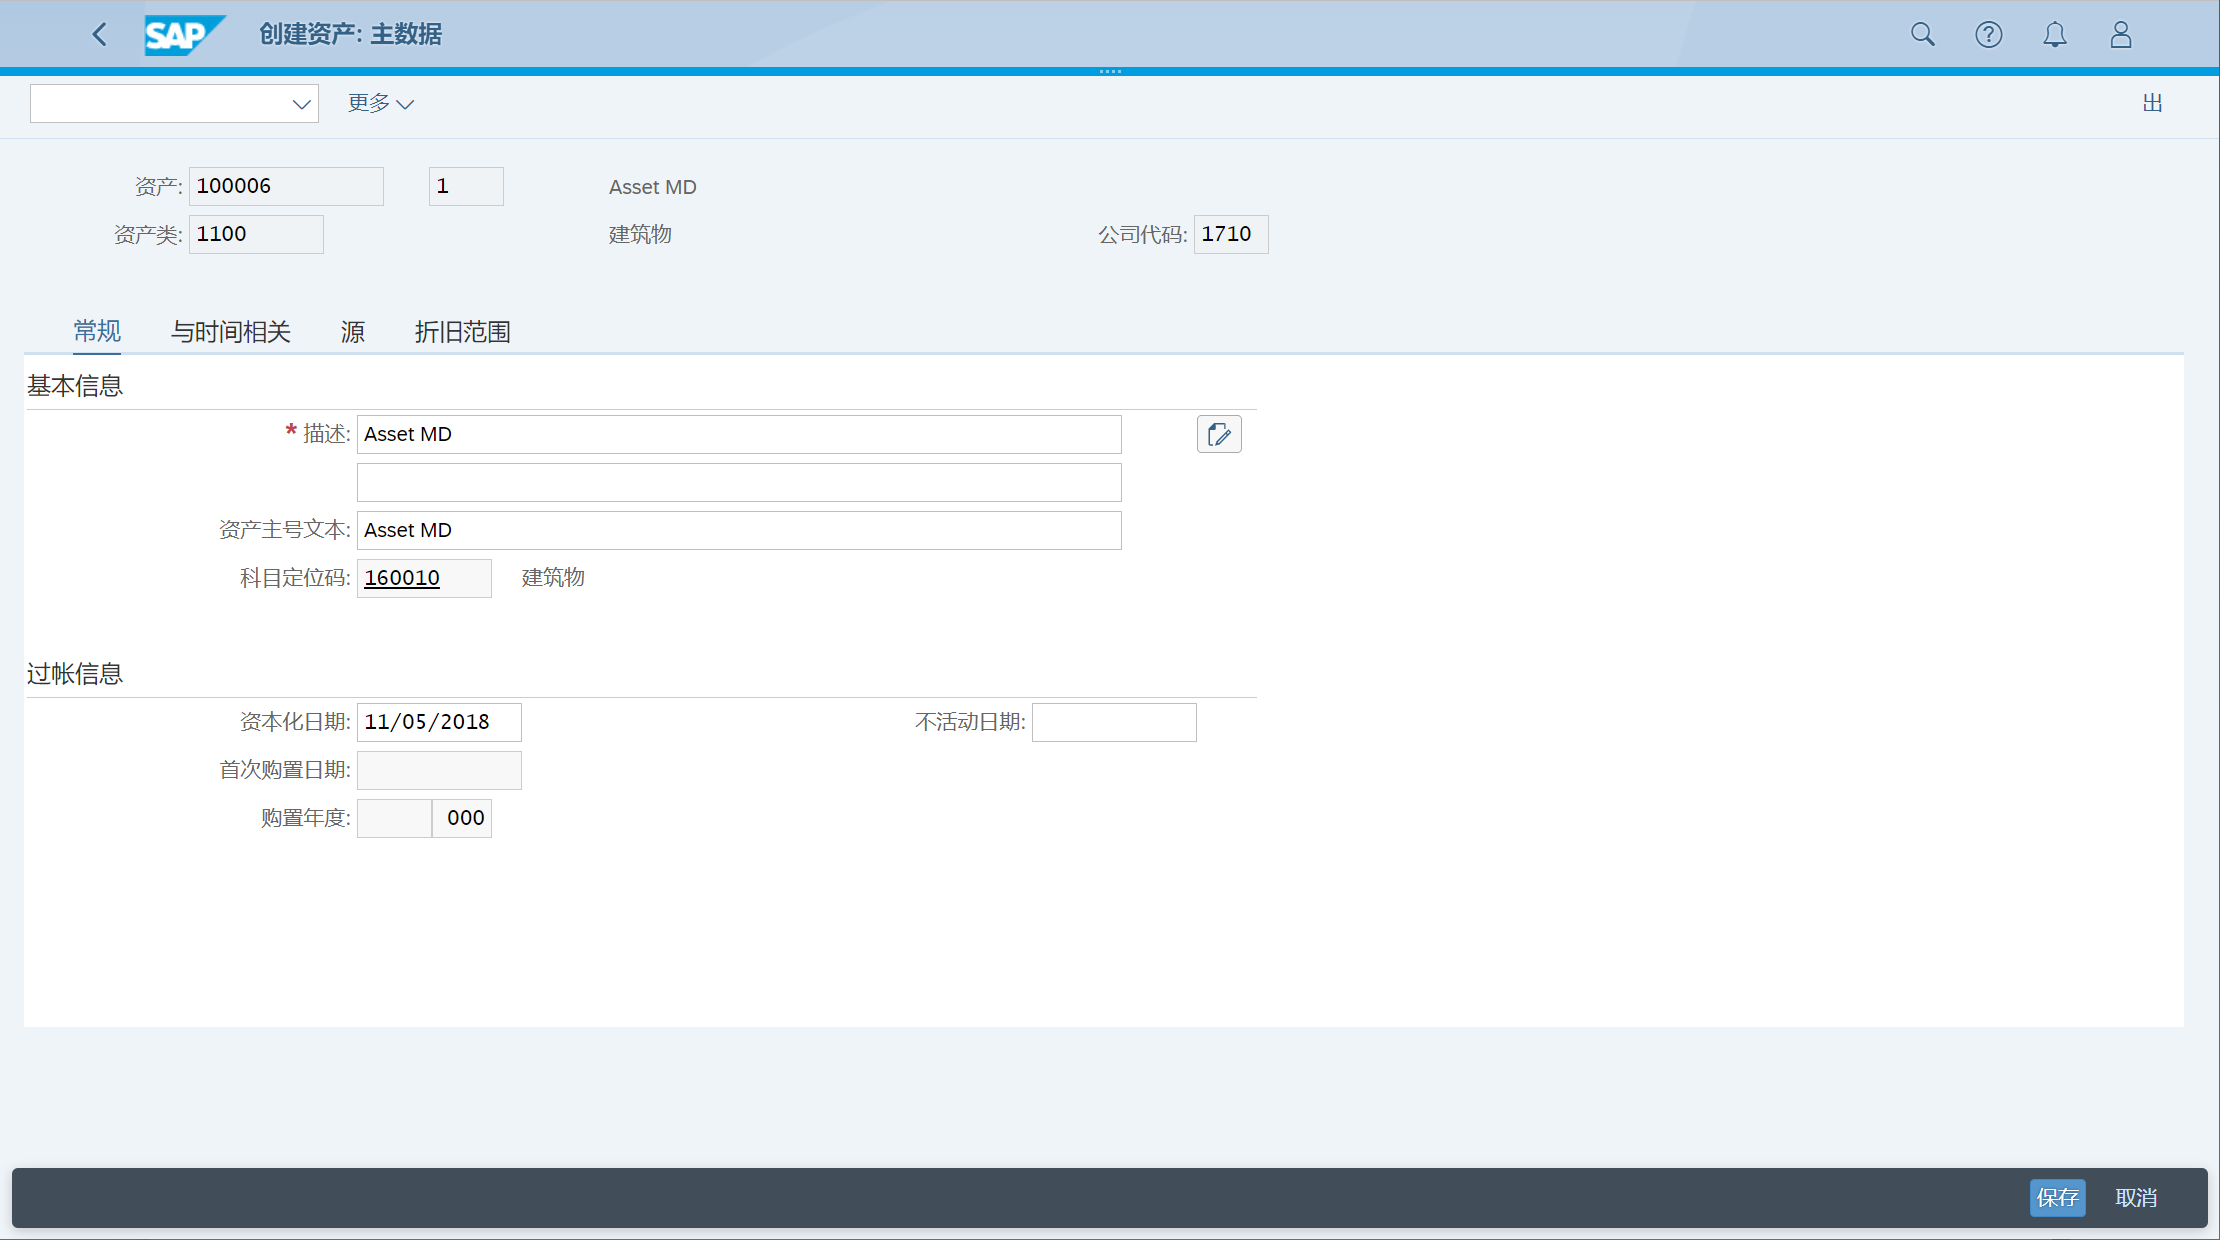 SAP 创建资产: 主数据
更多 出
资产: 100006 1 Asset MD
资产类: 1100 建筑物 公司代码: 1710
常规 与时间相关 源 折旧范围
基本信息
* 描述: Asset MD
资产主号文本: Asset MD
科目定位码: 160010 建筑物
过帐信息
资本化日期: 11/05/2018 不活动日期:
首次购置日期:
购置年度: 000
保存 取消